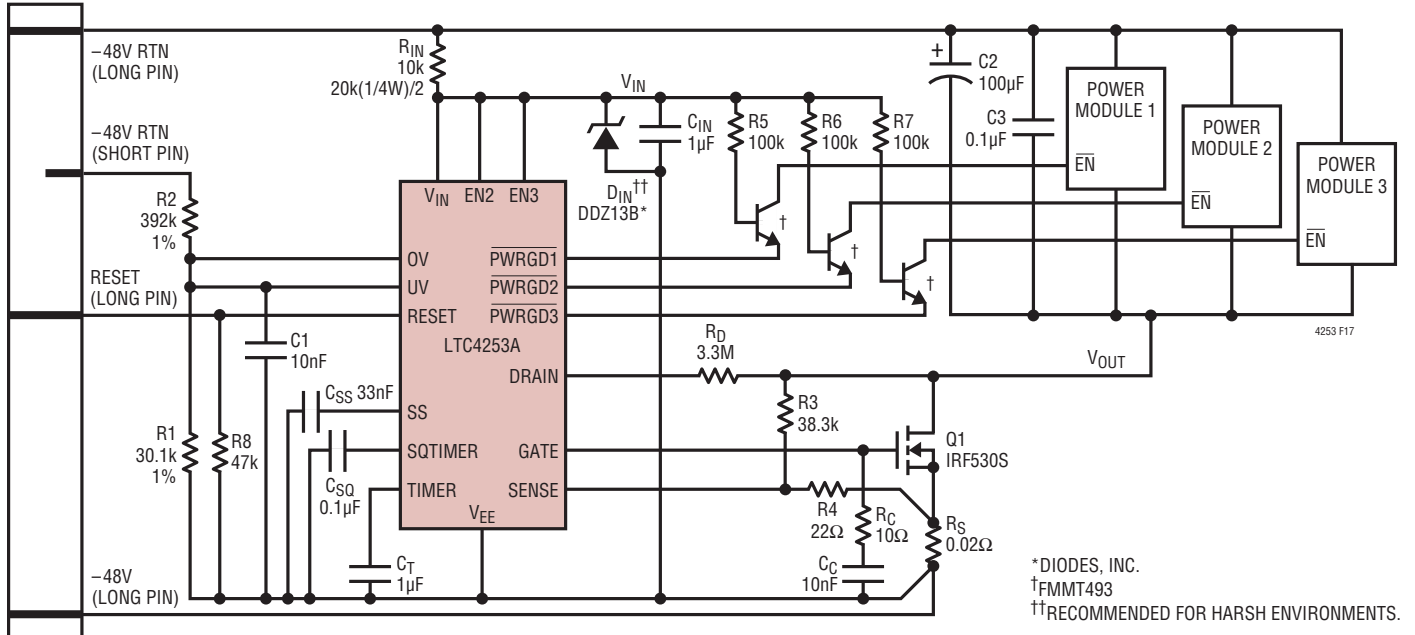 −48V RTN
(LONG PIN)
−48V RTN
(SHORT PIN)
RESET
(LONG PIN)
−48V
(LONG PIN)
RIN
10k
20k(1/4W)/2
VIN
R2
392k
1%
R1
30.1k
1%
R8
47k
C1
10nF
CSS 33nF
CSQ
0.1µF
CT
1µF
VIN EN2 EN3
OV
UV
RESET
LTC4253A
SS
SQTIMER
TIMER
VEE
PWRGD1
PWRGD2
PWRGD3
DRAIN
GATE
SENSE
DIN††
DDZ13B*
CIN
1µF
R5
100k
R6
100k
R7
100k
†
†
†
+
C2
100µF
C3
0.1µF
POWER
MODULE 1
EN
POWER
MODULE 2
EN
POWER
MODULE 3
EN
4253 F17
RD
3.3M
VOUT
R3
38.3k
Q1
IRF530S
R4
22Ω
RC
10Ω
CC
10nF
RS
0.02Ω
*DIODES, INC.
†FMMT493
††RECOMMENDED FOR HARSH ENVIRONMENTS.